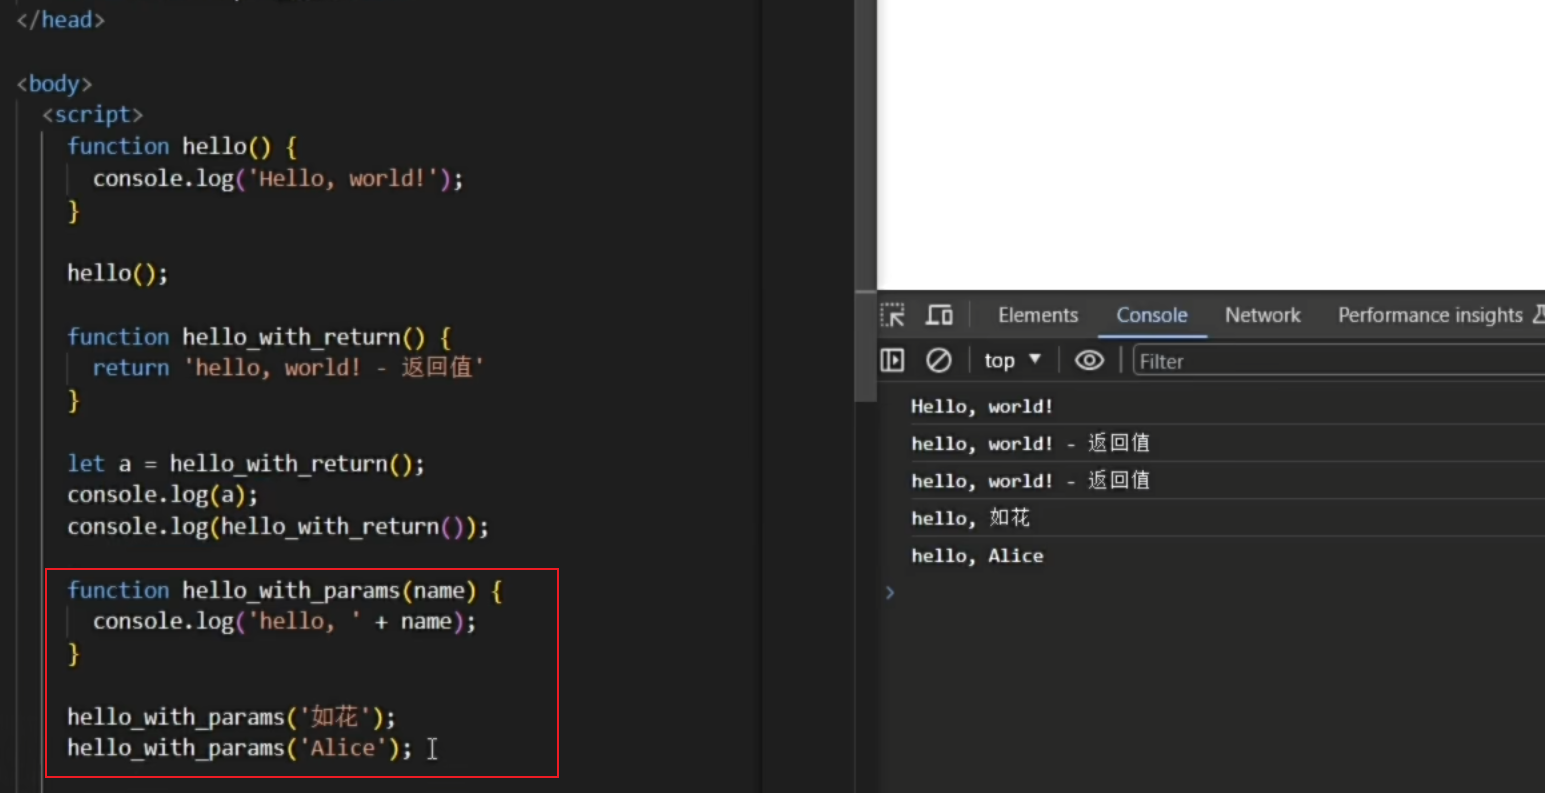 </head>
<body>
<script>
function hello() {
console.log('Hello, world!');
}
hello();
function hello_with_return() {
return 'hello, world! - 返回值'
}
let a = hello_with_return();
console.log(a);
console.log(hello_with_return());
function hello_with_params(name) {
console.log('hello, ' + name);
}
hello_with_params('如花');
hello_with_params('Alice');
Elements Console Network Performance insights
top ▼ Filter
Hello, world!
hello, world! - 返回值
hello, world! - 返回值
hello, 如花
hello, Alice
>